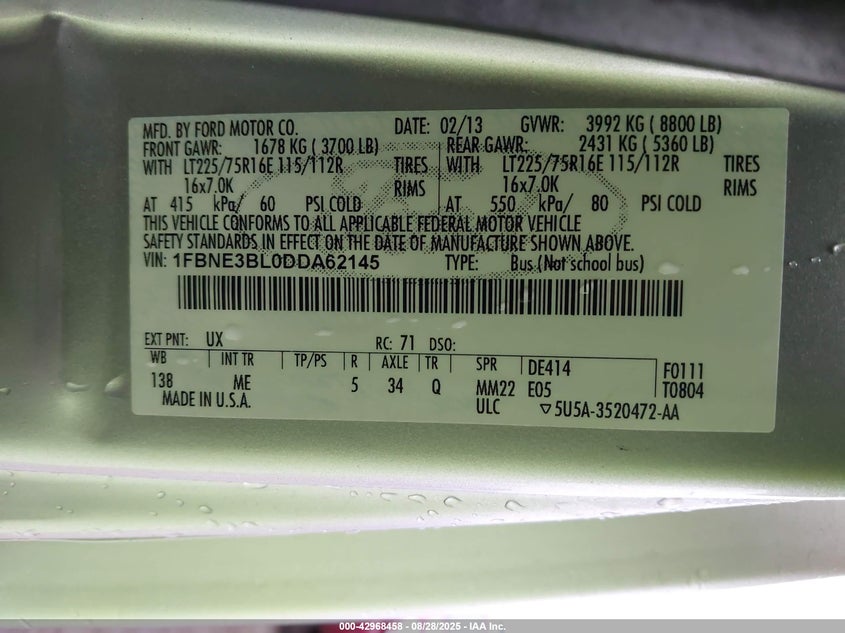 MFD. BY FORD MOTOR CO. DATE: 02/13 GVWR: 3992 KG ( 8800 LB)
FRONT GAWR: 1678 KG ( 3700 LB) REAR GAWR: 2431 KG ( 5360 LB)
WITH LT225/75R16E 115/112R TIRES WITH LT225/75R16E 115/112R TIRES
16x7.0K RIMS 16x7.0K RIMS
AT 415 kPa/ 60 PSI COLD AT 550 kPa/ 80 PSI COLD
THIS VEHICLE CONFORMS TO ALL APPLICABLE FEDERAL MOTOR VEHICLE
SAFETY STANDARDS IN EFFECT ON THE DATE OF MANUFACTURE SHOWN ABOVE.
VIN: 1FBNE3BL0DDA62145 TYPE: Bus (Not school bus)
EXT PNT: UX RC: 71 DSO:
WB INT TR TP/PS R AXLE TR SPR DE414 F0111
138 ME 5 34 Q MM22 E05 T0804
MADE IN U.S.A. ULC ▽5U5A-3520472-AA
000-42968458 - 08/28/2025 - IAA Inc.